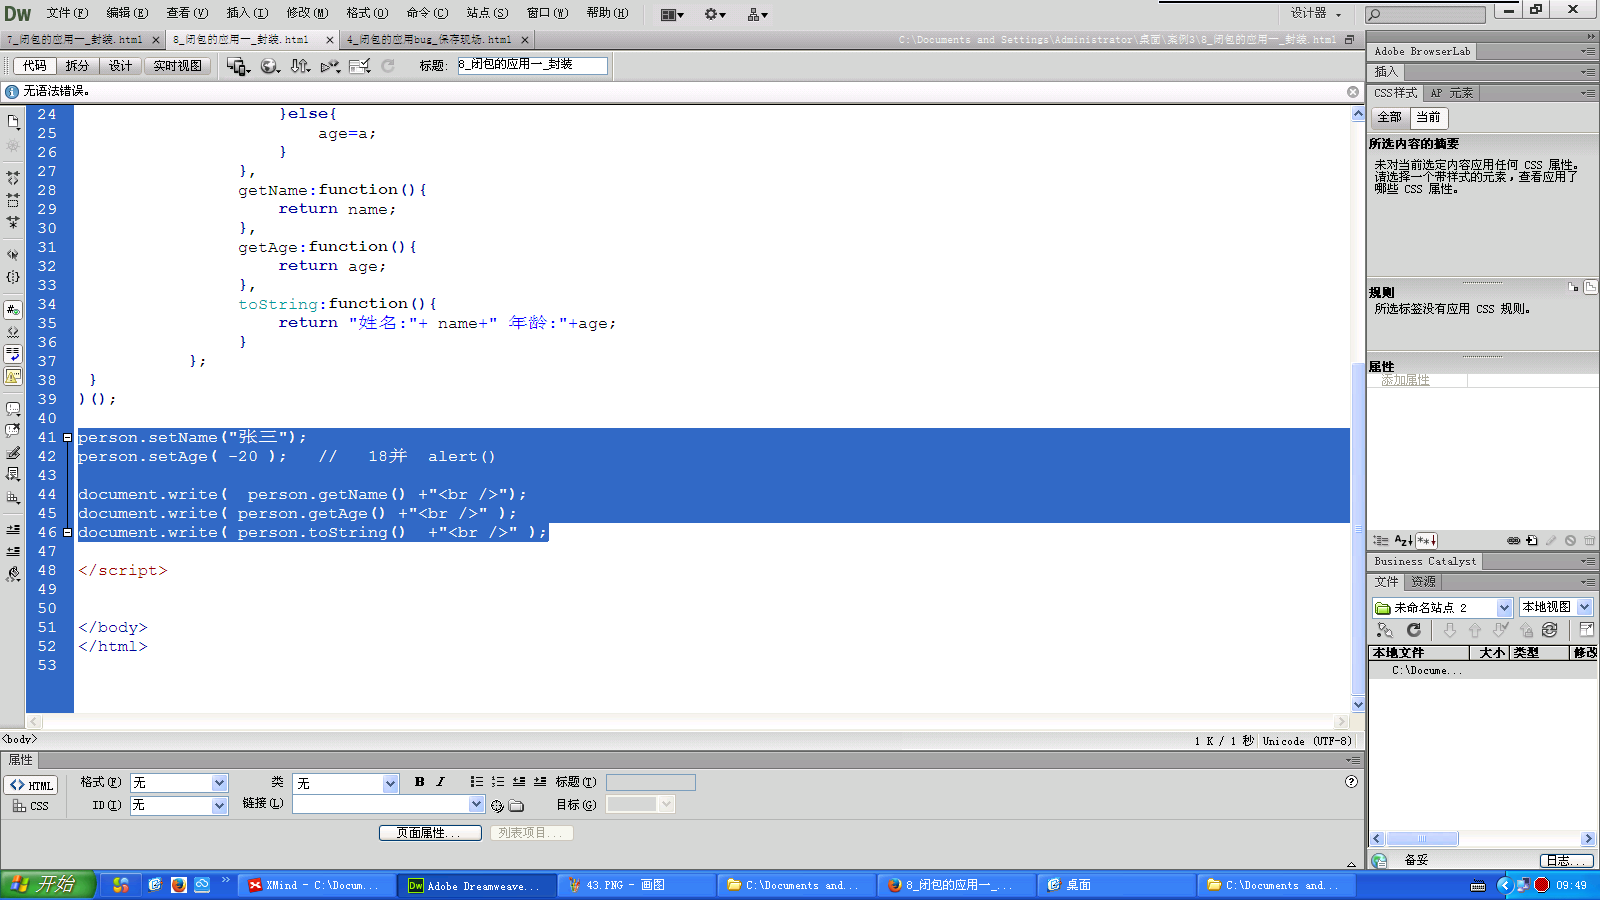 Dw 文件(F) 编辑(E) 查看(V) 插入(I) 修改(M) 格式(O) 命令(C) 站点(S) 窗口(W) 帮助(H) 设计器
7_闭包的应用一_封装.html 8_闭包的应用一_封装.html 4_闭包的应用bug_保存现场.html C:\Documents and Settings\Administrator\桌面\案例3\8_闭包的应用一_封装.html
代码 拆分 设计 实时视图 标题: 8_闭包的应用一_封装
无语法错误。
24 }else{
25 age=a;
26 }
27 },
28 getName:function(){
29 return name;
30 },
31 getAge:function(){
32 return age;
33 },
34 toString:function(){
35 return "姓名:"+ name+" 年龄:"+age;
36 }
37 };
38 }
39 )();
40
41 person.setName("张三");
42 person.setAge( -20 ); // 18并 alert()
43
44 document.write( person.getName() +"<br />");
45 document.write( person.getAge() +"<br />" );
46 document.write( person.toString() +"<br />" );
47
48 </script>
49
50
51 </body>
52 </html>
53
<body> 1 K / 1 秒 Unicode (UTF-8)
属性
HTML 格式(F) 无 类 无 B I 标题(T)
CSS ID(I) 无 链接(L) 目标(G)
页面属性... 列表项目...
Adobe BrowserLab
插入
CSS样式 AP 元素
全部 当前
所选内容的摘要
未对当前选定内容应用任何 CSS 属性。
请选择一个带样式的元素，查看应用了
哪些 CSS 属性。
规则
所选标签没有应用 CSS 规则。
属性
添加属性
Business Catalyst
文件 资源
未命名站点 2 本地视图
本地文件 大小 类型 修改
C:\Docume...
备妥 日志...
开始 XMind - C:\Docum... Adobe Dreamweave... 43.PNG - 画图 C:\Documents and... 8_闭包的应用一_... 桌面 C:\Documents and... 09:49